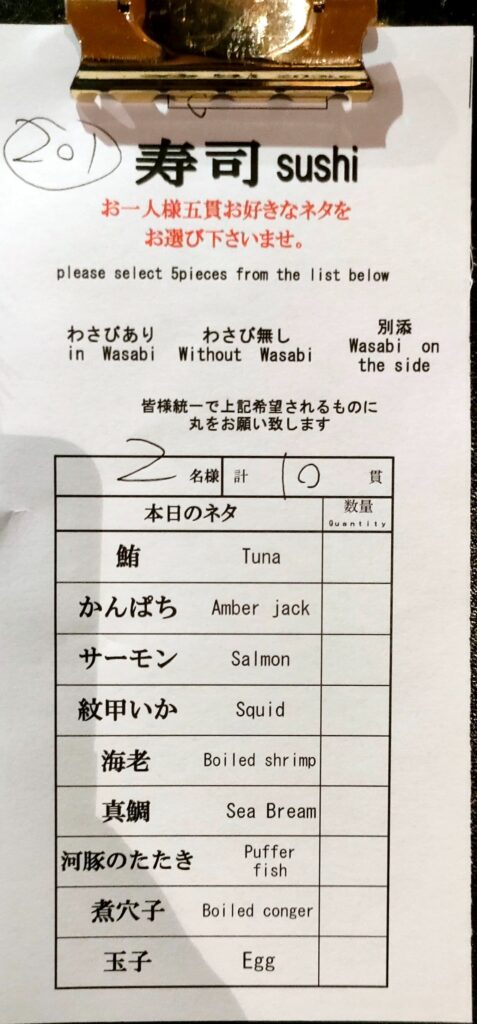 201
寿司 sushi
お一人様五貫お好きなネタを
お選び下さいませ。
please select 5pieces from the list below
わさびあり わさび無し 別添
in Wasabi Without Wasabi Wasabi on
the side
皆様統一で上記希望されるものに
丸をお願い致します
2 名様 計 10 貫
本日のネタ 数量
Quantity
鮪 Tuna
かんぱち Amber jack
サーモン Salmon
紋甲いか Squid
海老 Boiled shrimp
真鯛 Sea Bream
河豚のたたき Puffer
fish
煮穴子 Boiled conger
玉子 Egg